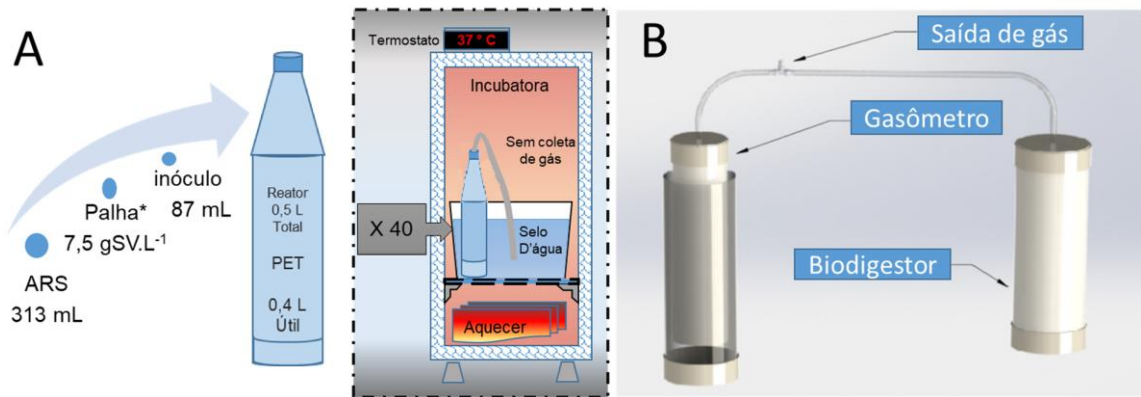 A
ARS
313 mL
Palha*
7,5 gSV.L-1
inóculo
87 mL
Reator
0,5 L
Total
PET
0,4 L
Útil
Termostato
37 ° C
Incubatora
Sem coleta
de gás
X 40
Selo
D'água
Aquecer
B
Saída de gás
Gasômetro
Biodigestor